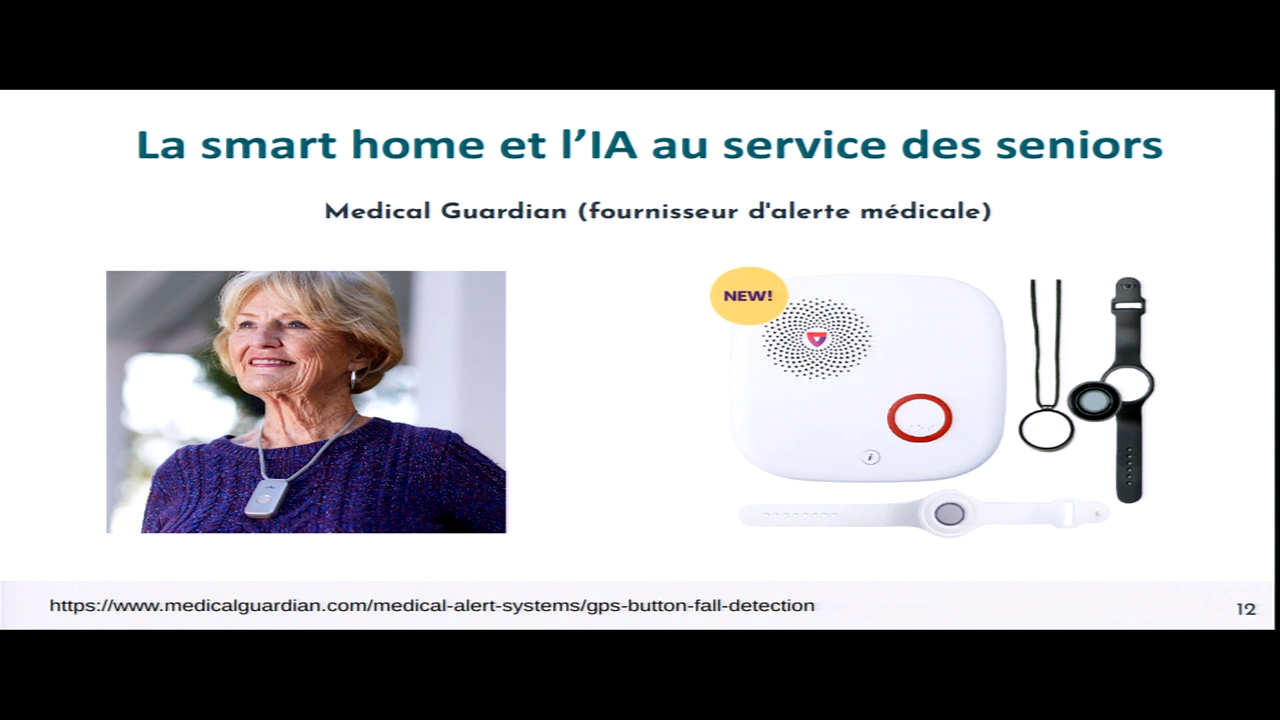 La smart home et l’IA au service des seniors
Medical Guardian (fournisseur d'alerte médicale)
NEW!
i
https://www.medicalguardian.com/medical-alert-systems/gps-button-fall-detection
12